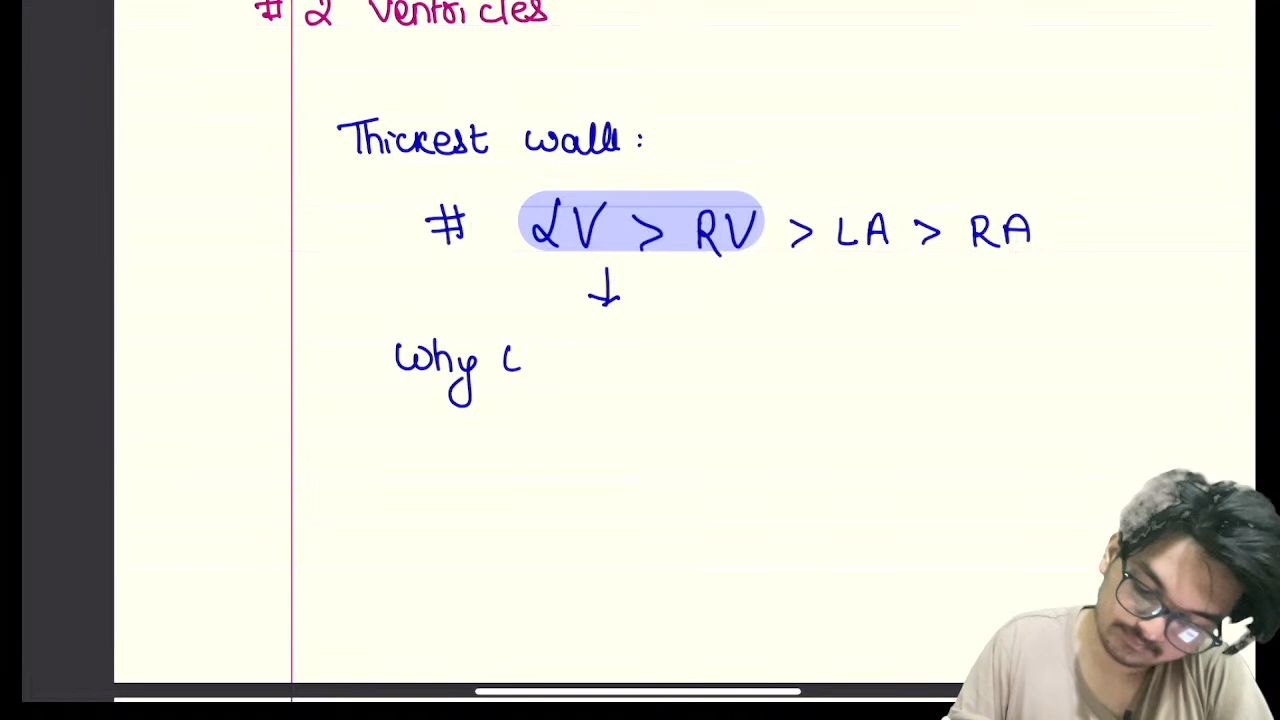 # 2 ventricles
Thickest wall:
# LV > RV > LA > RA
↓
Why